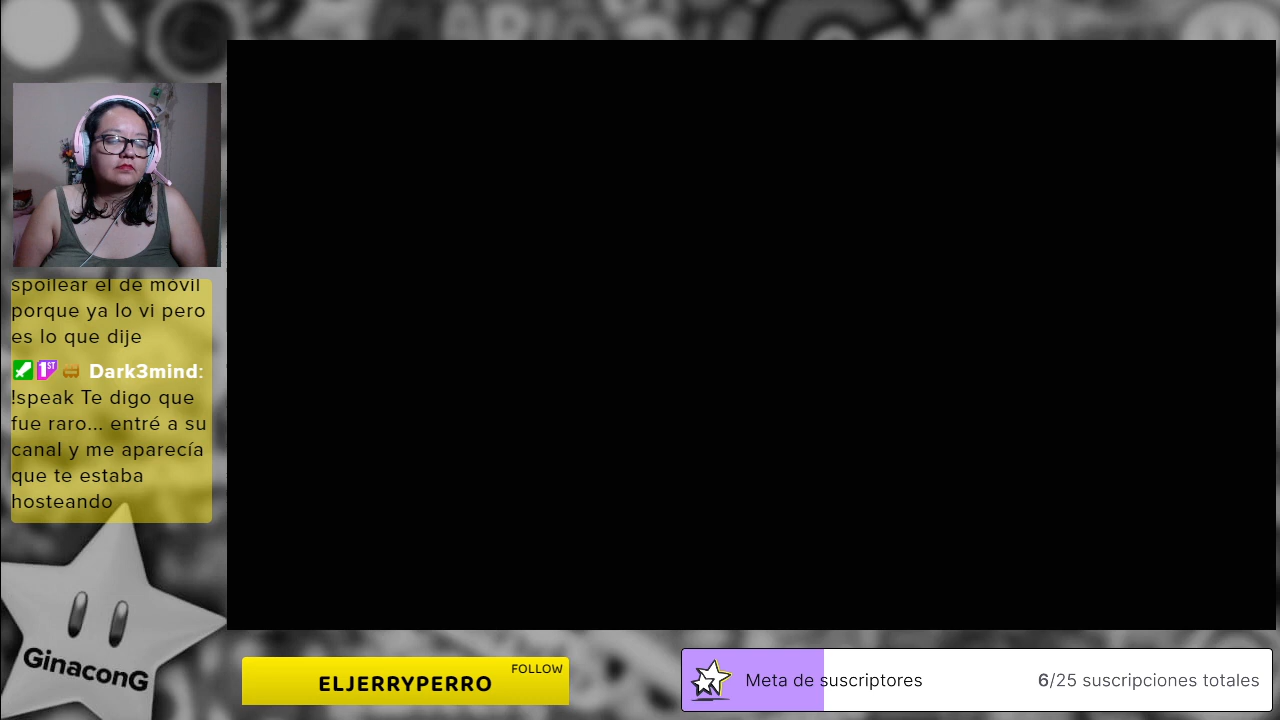 spoilear el de móvil
porque ya lo vi pero
es lo que dije
1ST Dark3mind:
!speak Te digo que
fue raro... entré a su
canal y me aparecía
que te estaba
hosteando
GinaconG
FOLLOW
ELJERRYPERRO
Meta de suscriptores
6/25 suscripciones totales